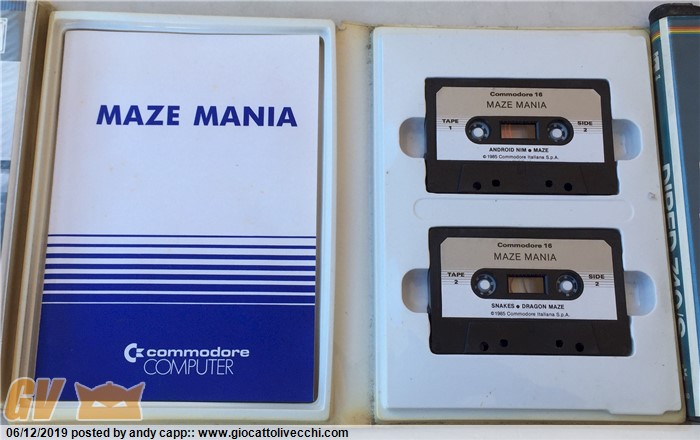 MAZE MANIA
commodore
COMPUTER
Commodore 16
MAZE MANIA
TAPE 1
SIDE 2
ANDROID NIM ● MAZE
© 1985 Commodore Italiana S.p.A.
Commodore 16
MAZE MANIA
TAPE 2
SIDE 2
SNAKES ● DRAGON MAZE
© 1985 Commodore Italiana S.p.A.
GV
06/12/2019 posted by andy capp:: www.giocattolivecchi.com